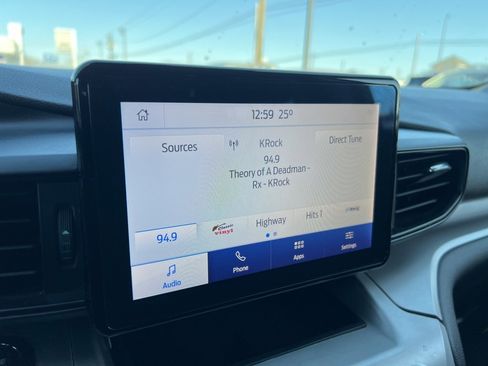 12:59 25°
Sources
KRock
Direct Tune
94.9
Theory of A Deadman -
Rx - KRock
94.9
Classic
vinyl
Highway
Hits 1
Audio
Phone
Apps
Settings